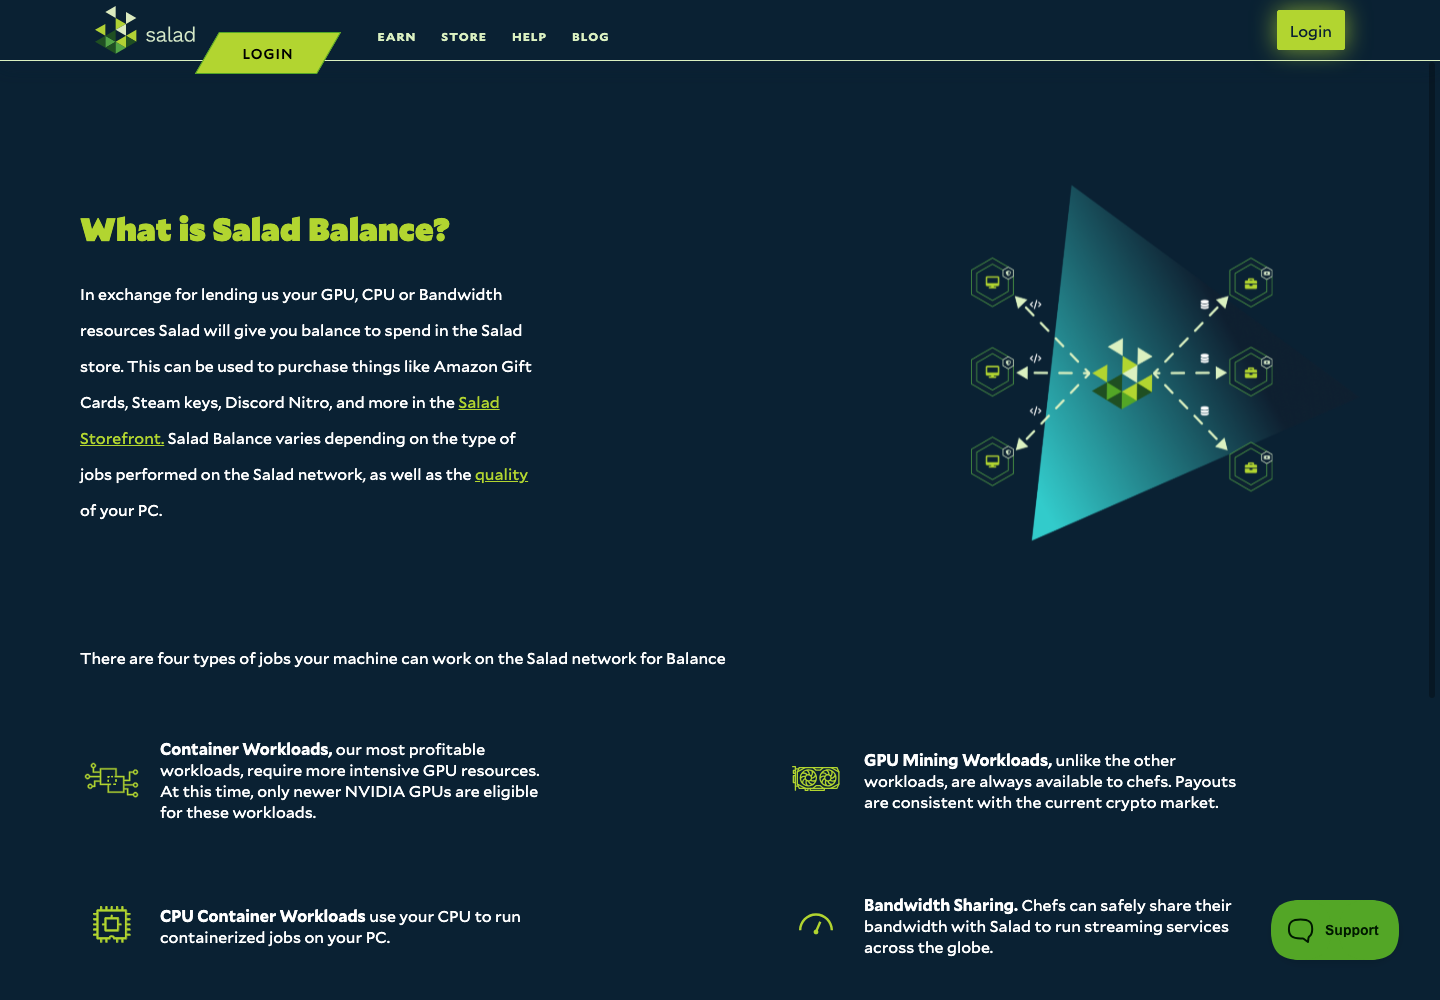 salad
LOGIN
EARN
STORE
HELP
BLOG
Login
What is Salad Balance?
In exchange for lending us your GPU, CPU or Bandwidth
resources Salad will give you balance to spend in the Salad
store. This can be used to purchase things like Amazon Gift
Cards, Steam keys, Discord Nitro, and more in the Salad
Storefront. Salad Balance varies depending on the type of
jobs performed on the Salad network, as well as the quality
of your PC.
There are four types of jobs your machine can work on the Salad network for Balance
Container Workloads, our most profitable
workloads, require more intensive GPU resources.
At this time, only newer NVIDIA GPUs are eligible
for these workloads.
GPU Mining Workloads, unlike the other
workloads, are always available to chefs. Payouts
are consistent with the current crypto market.
CPU Container Workloads use your CPU to run
containerized jobs on your PC.
Bandwidth Sharing. Chefs can safely share their
bandwidth with Salad to run streaming services
across the globe.
Support